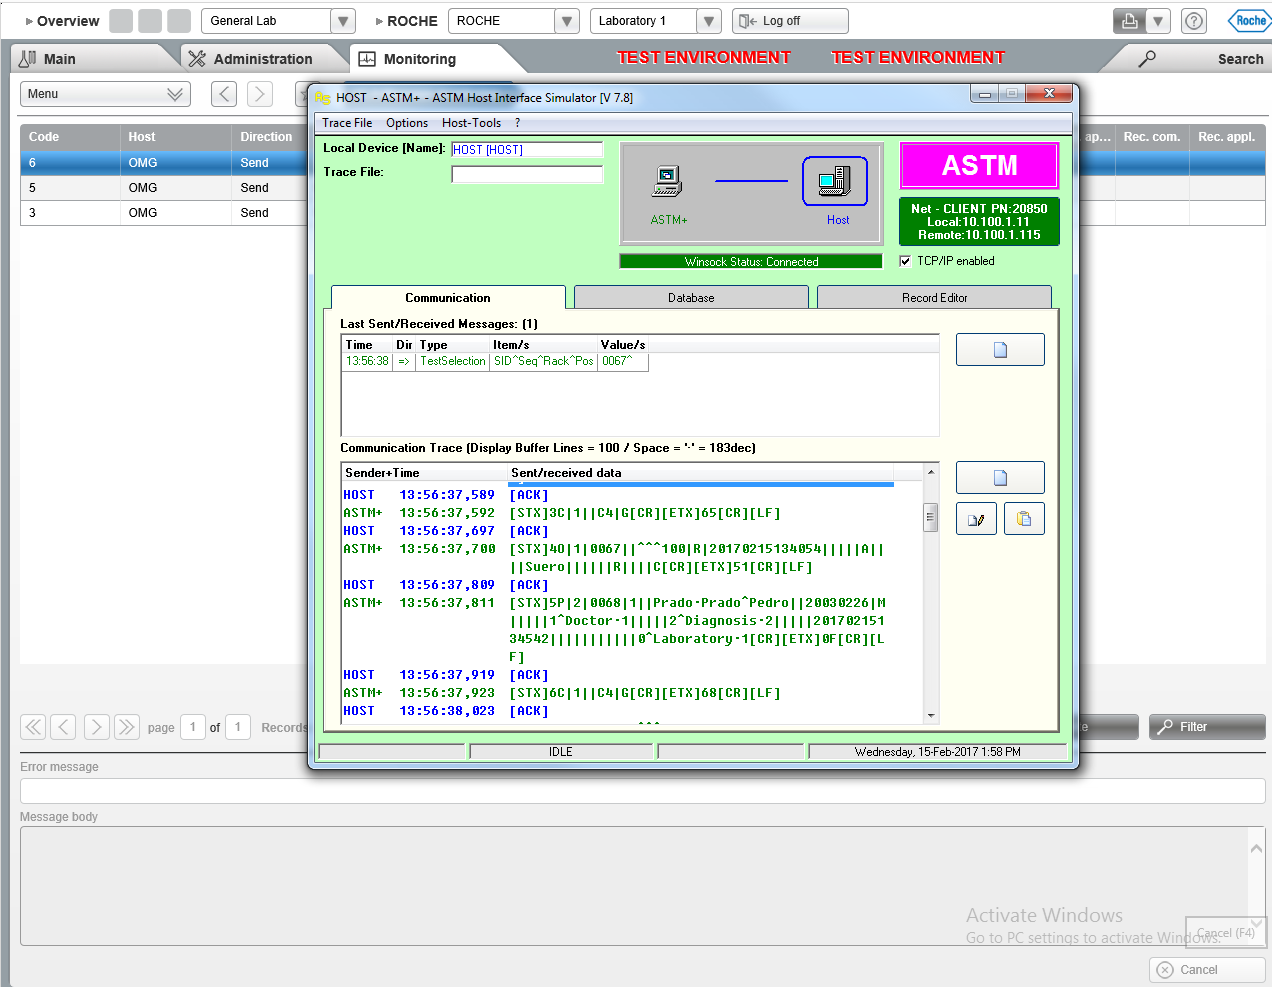 Overview
General Lab
ROCHE
ROCHE
Laboratory 1
Log off
?
Roche
Main
Administration
Monitoring
TEST ENVIRONMENT
TEST ENVIRONMENT
Search
Menu
HOST - ASTM+ - ASTM Host Interface Simulator [V 7.8]
Trace File Options Host-Tools ?
Code Host Direction
ap... Rec. com. Rec. appl.
6 OMG Send
5 OMG Send
3 OMG Send
Local Device [Name]: HOST [HOST]
Trace File:
ASTM+
Host
Winsock Status: Connected
ASTM
Net - CLIENT PN:20850
Local:10.100.1.11
Remote:10.100.1.115
TCP/IP enabled
Communication
Database
Record Editor
Last Sent/Received Messages: (1)
Time Dir Type Item/s Value/s
13:56:38 => TestSelection SID^Seq^Rack^Pos 0067^
Communication Trace (Display Buffer Lines = 100 / Space = '·' = 183dec)
Sender+Time Sent/received data
HOST 13:56:37,589 [ACK]
ASTM+ 13:56:37,592 [STX]3C|1||C4|G[CR][ETX]65[CR][LF]
HOST 13:56:37,697 [ACK]
ASTM+ 13:56:37,700 [STX]4O|1|0067||^^^100|R|20170215134054|||||A||
||Suero||||||R||||C[CR][ETX]51[CR][LF]
HOST 13:56:37,809 [ACK]
ASTM+ 13:56:37,811 [STX]5P|2|0068|1||Prado·Prado^Pedro||20030226|M
|||||1^Doctor·1|||||2^Diagnosis·2|||||201702151
34542|||||||||||0^Laboratory·1[CR][ETX]0F[CR][L
F]
HOST 13:56:37,919 [ACK]
ASTM+ 13:56:37,923 [STX]6C|1||C4|G[CR][ETX]68[CR][LF]
HOST 13:56:38,023 [ACK]
IDLE
Wednesday, 15-Feb-2017 1:58 PM
page 1 of 1 Records
Filter
Error message
Message body
Activate Windows
Go to PC settings to activate Windows.
Cancel (F4)
Cancel